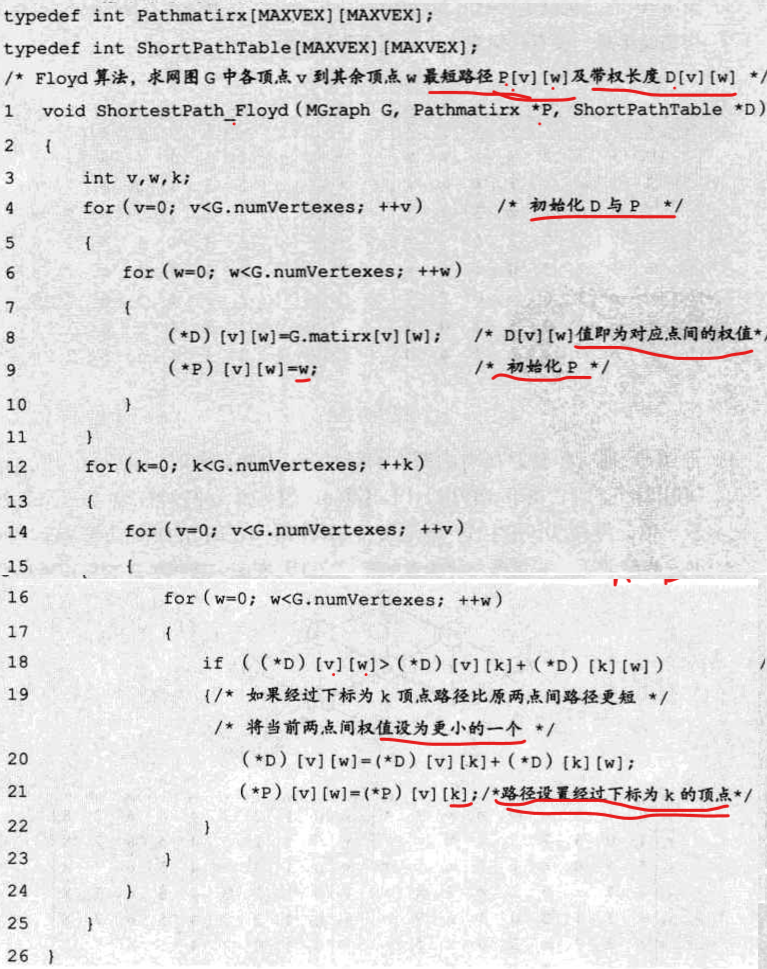 typedef int Pathmatirx[MAXVEX][MAXVEX];
typedef int ShortPathTable[MAXVEX][MAXVEX];
/* Floyd 算法，求网图 G 中各顶点 v 到其余顶点 w 最短路径 P[v][w]及带权长度 D[v][w] */
1 void ShortestPath_Floyd(MGraph G, Pathmatirx *P, ShortPathTable *D)
2 {
3 int v,w,k;
4 for(v=0; v<G.numVertexes; ++v) /* 初始化 D 与 P */
5 {
6 for(w=0; w<G.numVertexes; ++w)
7 {
8 (*D)[v][w]=G.matirx[v][w]; /* D[v][w]值即为对应点间的权值*/
9 (*P)[v][w]=w; /* 初始化 P */
10 }
11 }
12 for(k=0; k<G.numVertexes; ++k)
13 {
14 for(v=0; v<G.numVertexes; ++v)
15 {
16 for(w=0; w<G.numVertexes; ++w)
17 {
18 if ((*D)[v][w]>(*D)[v][k]+(*D)[k][w])
19 {/* 如果经过下标为 k 顶点路径比原两点间路径更短 */
/* 将当前两点间权值设为更小的一个 */
20 (*D)[v][w]=(*D)[v][k]+(*D)[k][w];
21 (*P)[v][w]=(*P)[v][k];/*路径设置经过下标为 k 的顶点*/
22 }
23 }
24 }
25 }
26 }